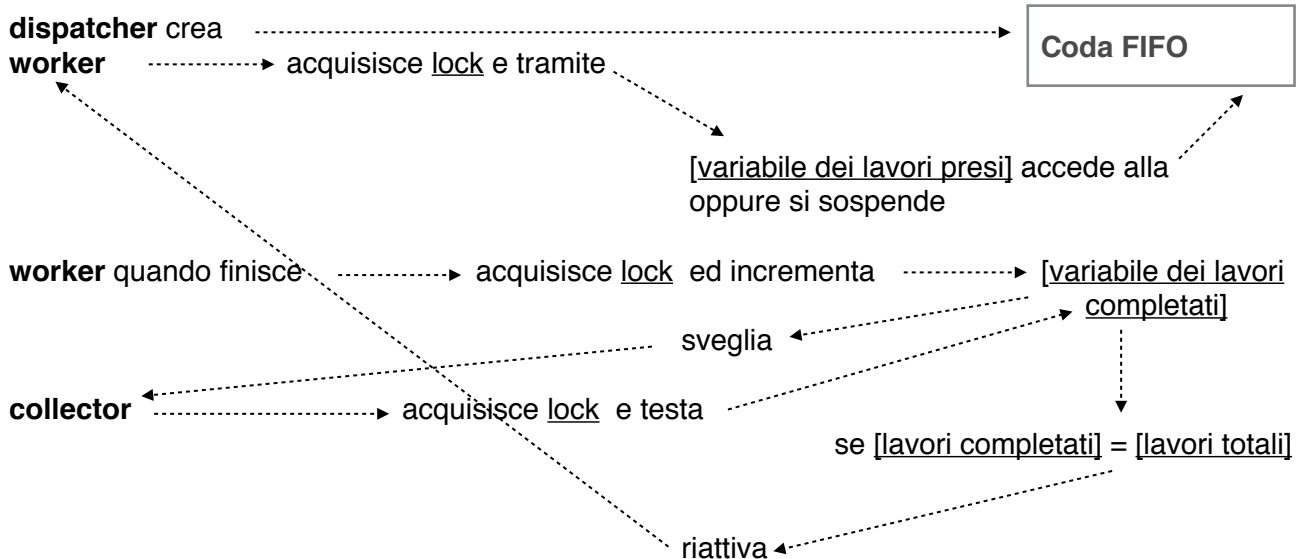 dispatcher crea
Coda FIFO
worker
acquisisce lock e tramite
[variabile dei lavori presi] accede alla
oppure si sospende
worker quando finisce
acquisisce lock ed incrementa
[variabile dei lavori
completati]
sveglia
collector
acquisisce lock e testa
se [lavori completati] = [lavori totali]
riattiva